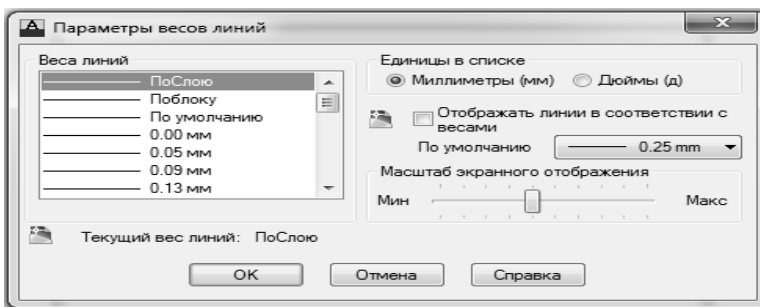 Параметры весов линий
Веса линий
ПоСлою
Поблоку
По умолчанию
0.00 мм
0.05 мм
0.09 мм
0.13 мм
Единицы в списке
Миллиметры (мм) Дюймы (д)
Отображать линии в соответствии с
весами
По умолчанию 0.25 mm
Масштаб экранного отображения
Мин Макс
Текущий вес линий: ПоСлою
OK Отмена Справка